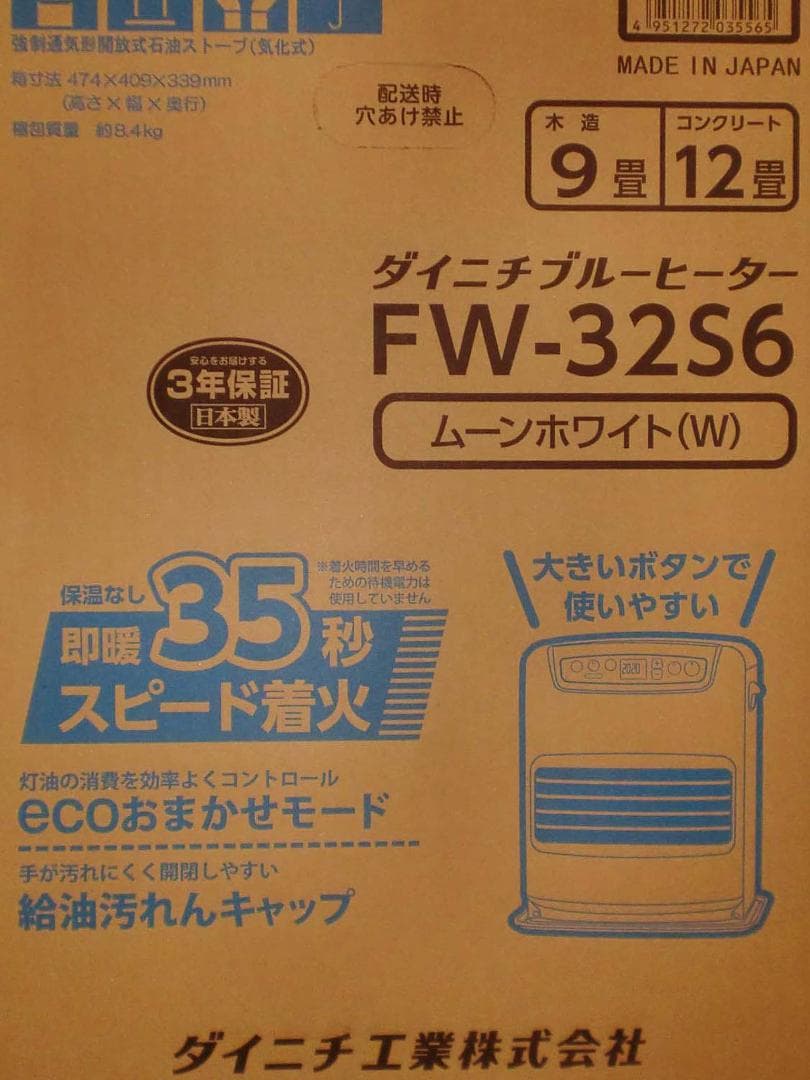 強制通気形開放式石油ストーブ(気化式)
箱寸法 474×409×339mm
(高さ×幅×奥行)
梱包質量 約8.4kg
配送時
穴あけ禁止
4 951272 035565
MADE IN JAPAN
木造
9畳
コンクリート
12畳
ダイニチブルーヒーター
FW-32S6
ムーンホワイト(W)
安心をお届けする
3年保証
日本製
保温なし
即暖35秒
スピード着火
※着火時間を早める
ための待機電力は
使用していません
大きいボタンで
使いやすい
2020
灯油の消費を効率よくコントロール
ecoおまかせモード
手が汚れにくく開閉しやすい
給油汚れんキャップ
ダイニチ工業株式会社